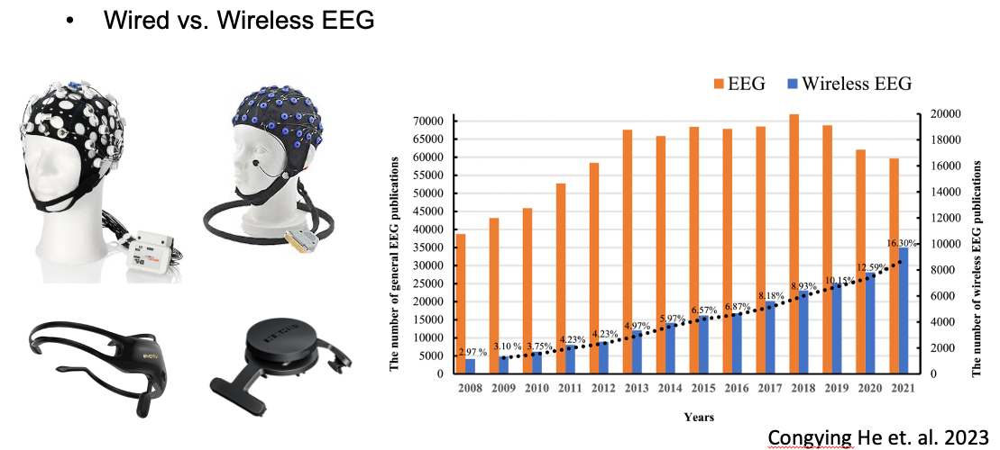 • Wired vs. Wireless EEG
EEG Wireless EEG
The number of general EEG publications
70000
65000
60000
55000
50000
45000
40000
35000
30000
25000
20000
15000
10000
5000
0
2.97 % 3.10 % 3.75% 4.23% 4.23% 4.97% 5.97% 6.57% 6.87% 8.18% 8.93% 10.15% 12.59% 16.30%
20000
18000
16000
14000
12000
10000
8000
6000
4000
2000
0
The number of wireless EEG publications
2008 2009 2010 2011 2012 2013 2014 2015 2016 2017 2018 2019 2020 2021
Years
EMOTIV
Congying He et. al. 2023